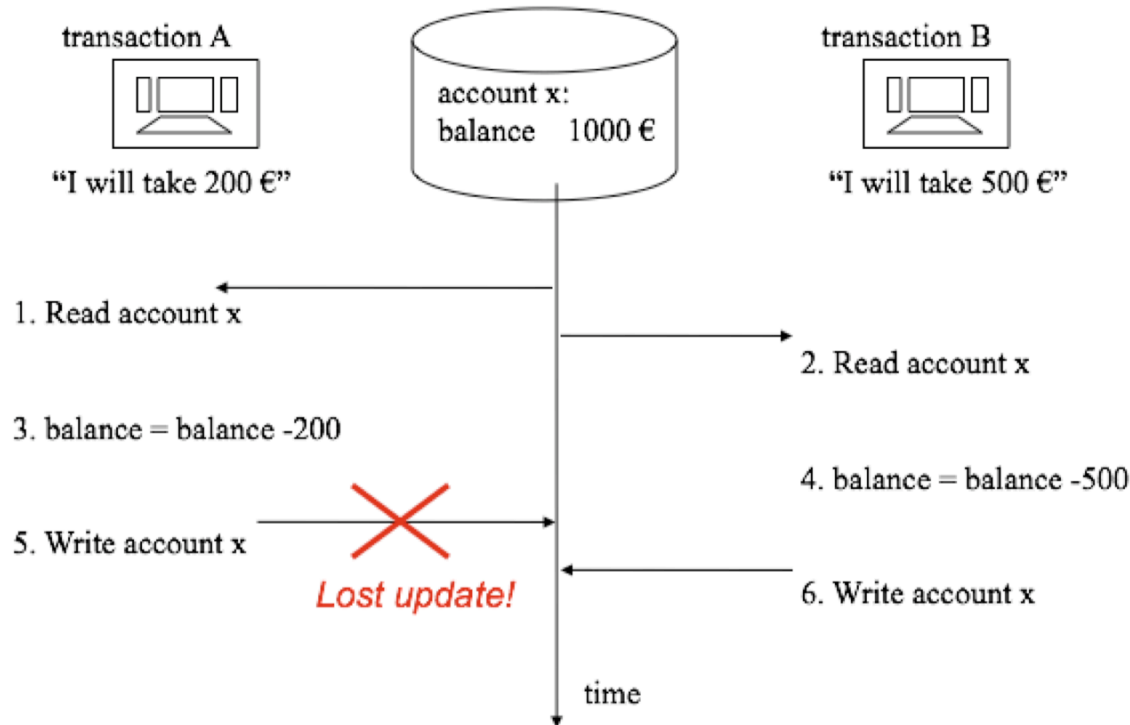 transaction A
transaction B
account x:
balance 1000 €
“I will take 200 €”
“I will take 500 €”
1. Read account x
2. Read account x
3. balance = balance -200
4. balance = balance -500
5. Write account x
Lost update!
6. Write account x
time